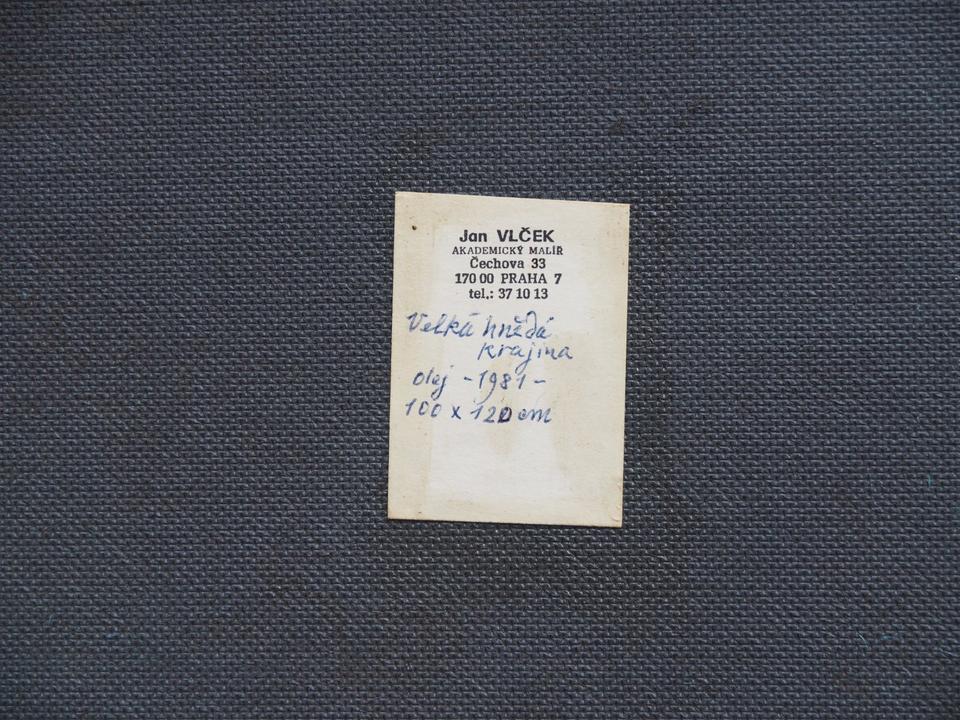 Jan VLČEK
AKADEMICKÝ MALÍŘ
Čechova 33
170 00 PRAHA 7
tel.: 37 10 13
Velká hnědá
krajina
olej - 1981 -
100 x 120 cm